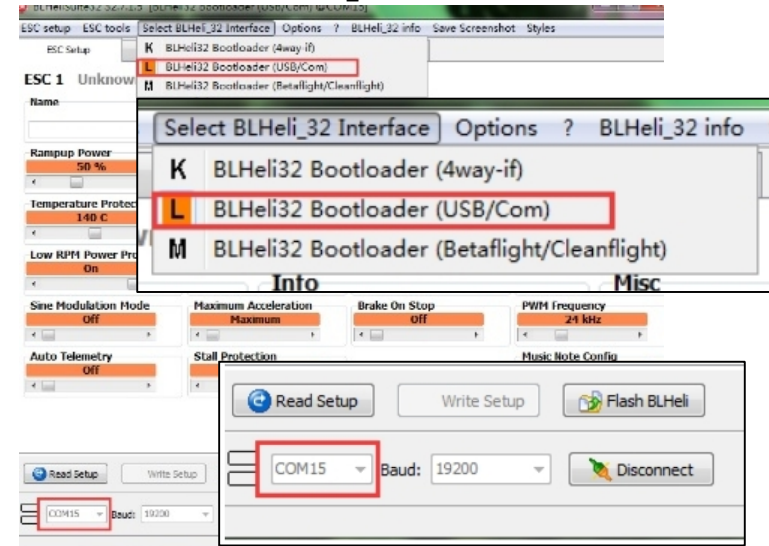 ESC setup ESC tools Select BLHeli_32 Interface Options ? BLHeli_32 info Save Screenshot Styles
ESC Setup
K BLHeli32 Bootloader (4way-if)
L BLHeli32 Bootloader (USB/Com)
M BLHeli32 Bootloader (Betaflight/Cleanflight)
ESC 1
Name
Select BLHeli_32 Interface Options ? BLHeli_32 info
K BLHeli32 Bootloader (4way-if)
L BLHeli32 Bootloader (USB/Com)
M BLHeli32 Bootloader (Betaflight/Cleanflight)
Rampup Power
50 %
Temperature Protec
140 C
Low RPM Power Pro
On
Info Misc
Sine Modulation Mode Maximum Acceleration Brake On Stop PWM Frequency
Off Maximum Off 24 kHz
Auto Telemetry Stall Protection Music Note Config
Off
Read Setup Write Setup Flash BLHeli
COM15 Baud: 19200 Disconnect
Read Setup Write Setup
COM15 Baud: 19200